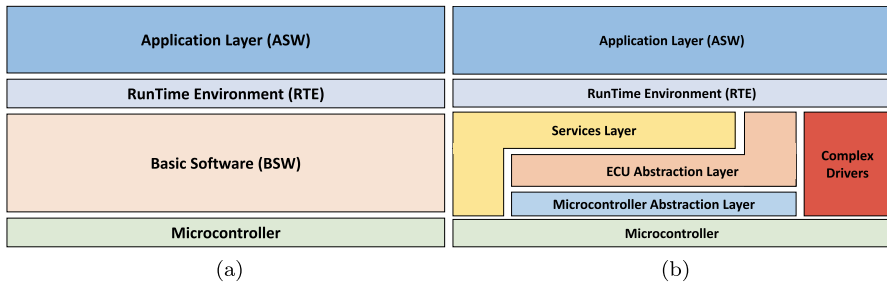 Application Layer (ASW)
RunTime Environment (RTE)
Basic Software (BSW)
Microcontroller
(a)
Application Layer (ASW)
RunTime Environment (RTE)
Services Layer
ECU Abstraction Layer
Microcontroller Abstraction Layer
Complex
Drivers
Microcontroller
(b)